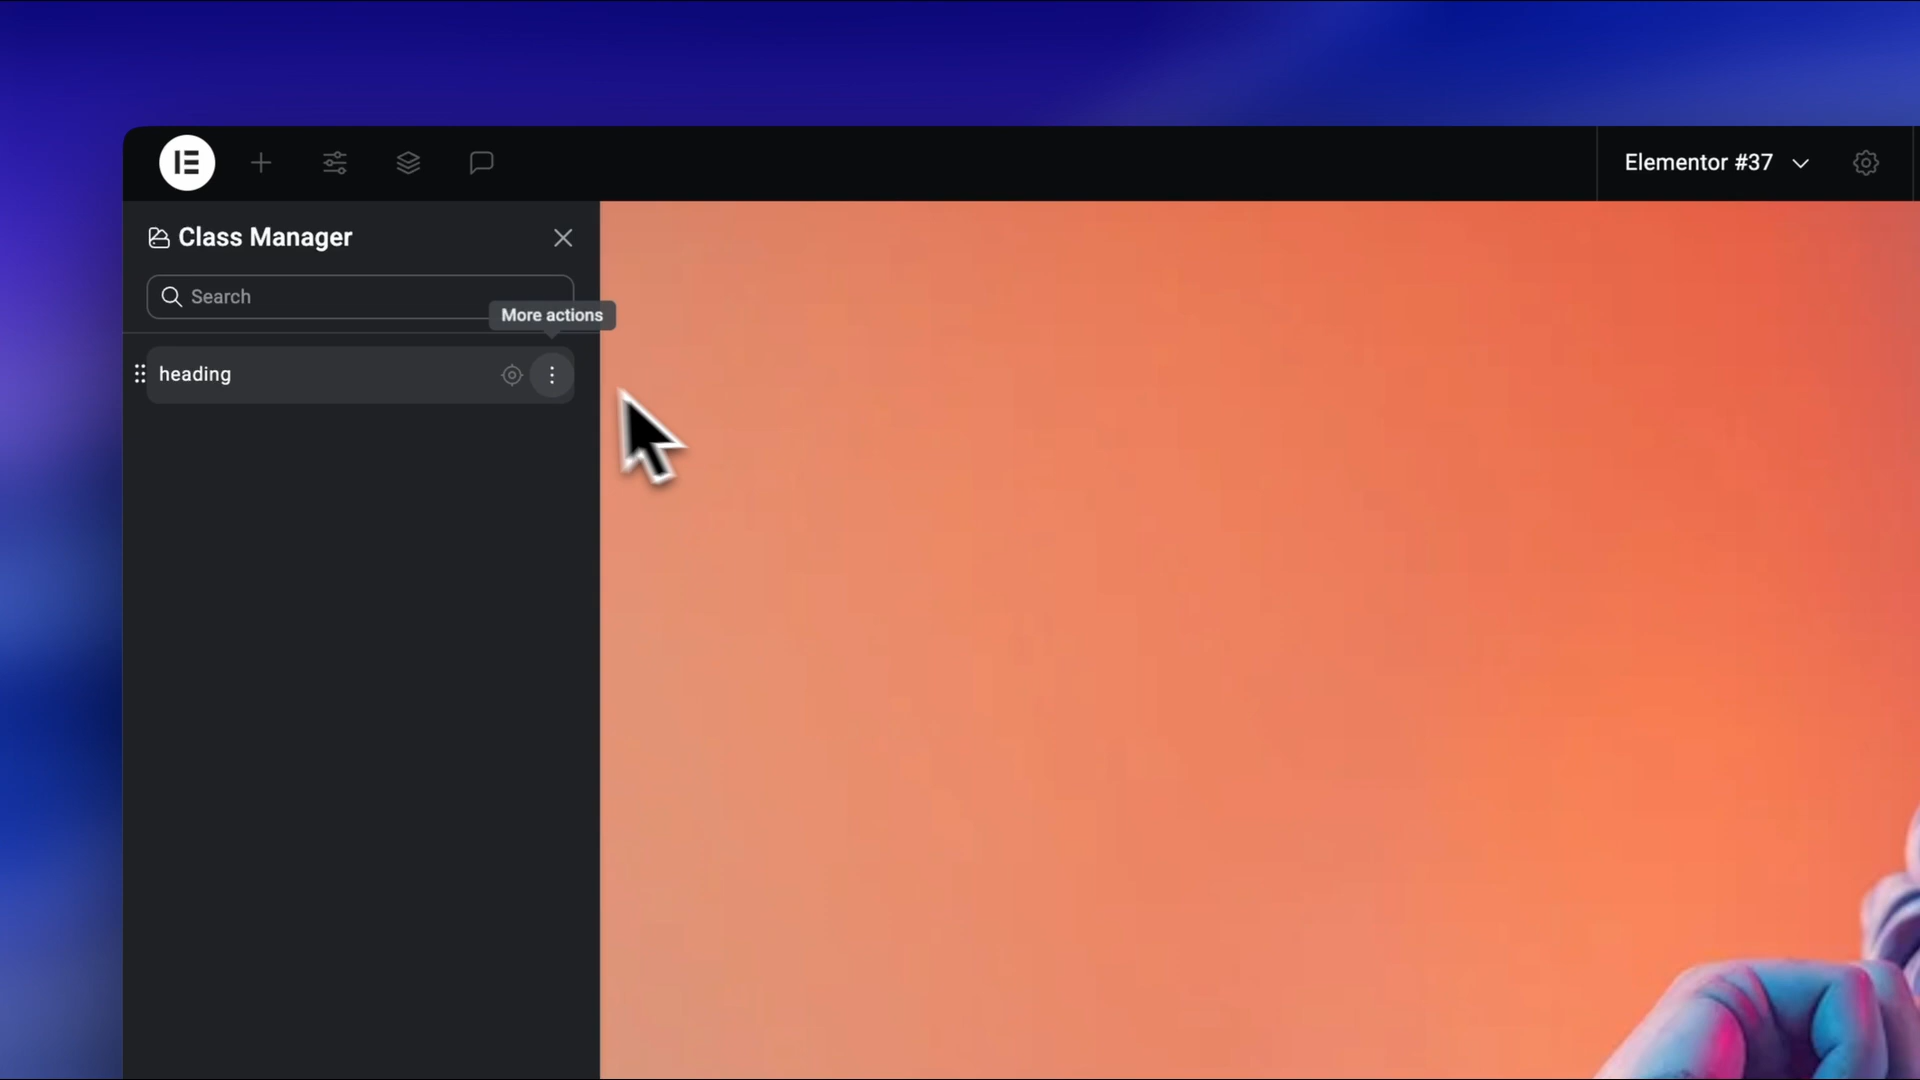 Elementor #37
Class Manager
Search
More actions
heading